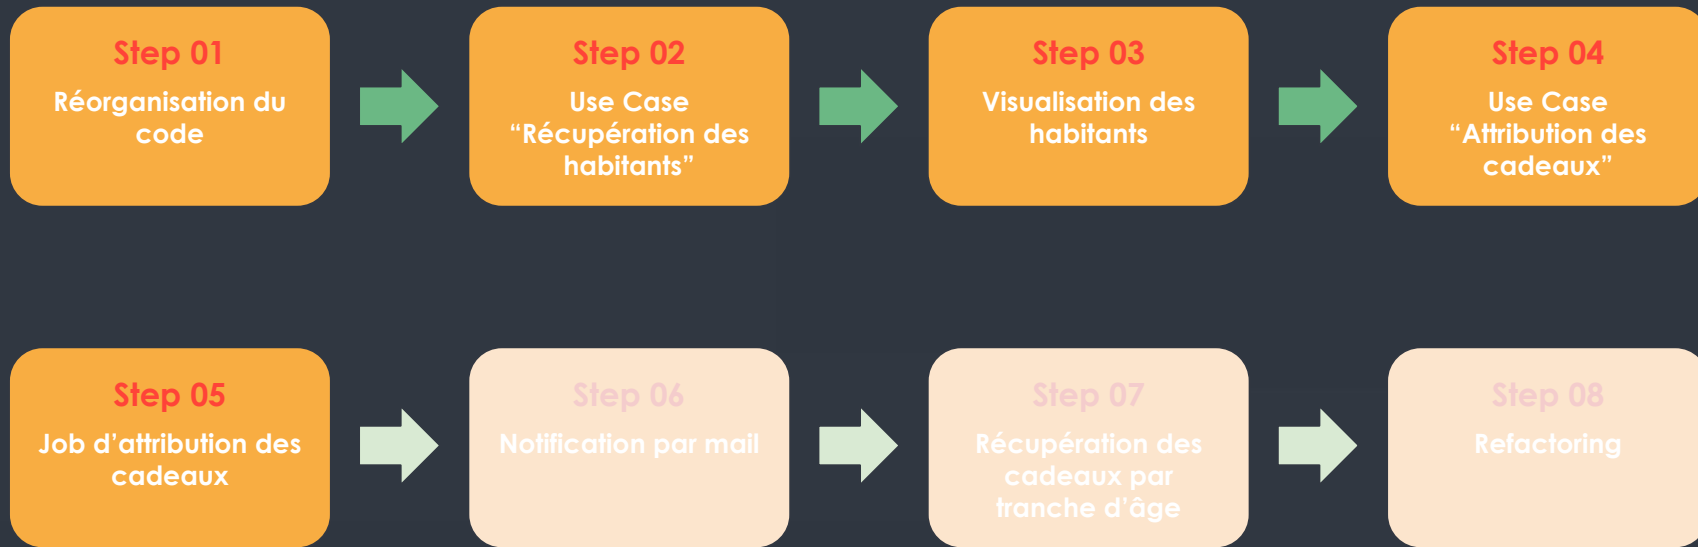 Step 01
Réorganisation du
code
Step 02
Use Case
“Récupération des
habitants”
Step 03
Visualisation des
habitants
Step 04
Use Case
“Attribution des
cadeaux”
Step 05
Job d’attribution des
cadeaux
Step 06
Notification par mail
Step 07
Récupération des
cadeaux par
tranche d’âge
Step 08
Refactoring